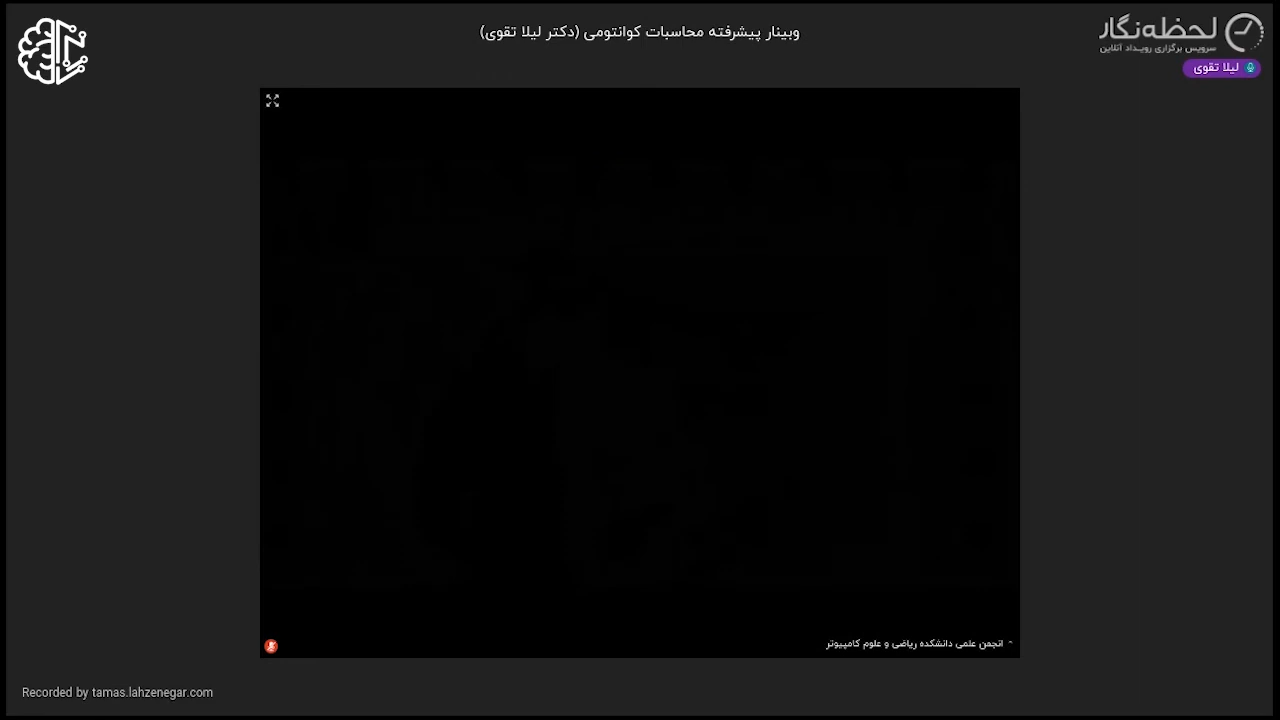 وبینار پیشرفته محاسبات کوانتومی (دکتر لیلا تقوی)
لحظه‌نگار
سرویس برگزاری رویداد آنلاین
لیلا تقوی
انجمن علمی دانشکده ریاضی و علوم کامپیوتر
Recorded by tamas.lahzenegar.com